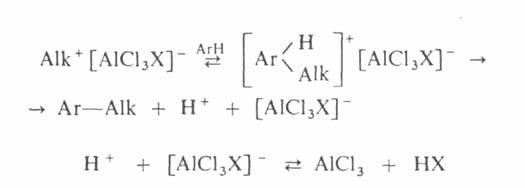 Alk⁺[AlCl₃X]⁻ ArH ⇄ [Ar H Alk]⁺ [AlCl₃X]⁻ →
→ Ar—Alk + H⁺ + [AlCl₃X]⁻
H⁺ + [AlCl₃X]⁻ ⇄ AlCl₃ + HX